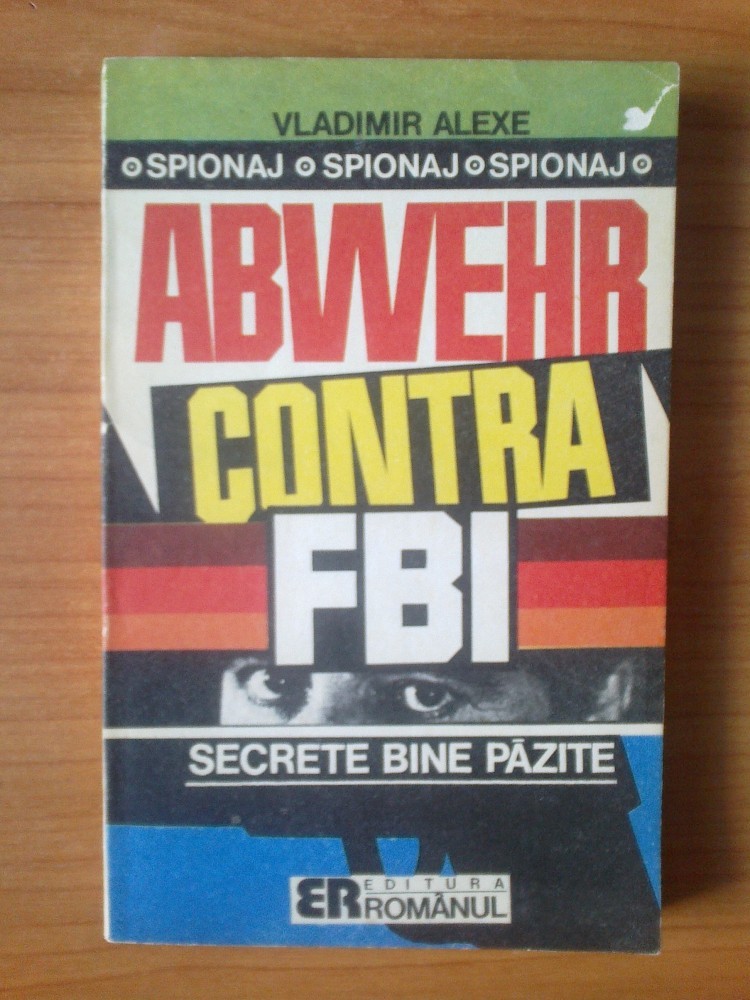 VLADIMIR ALEXE
SPIONAJ SPIONAJ SPIONAJ
ABWEHR
CONTRA
FBI
SECRETE BINE PĂZITE
ER EDITURA
ROMÂNUL